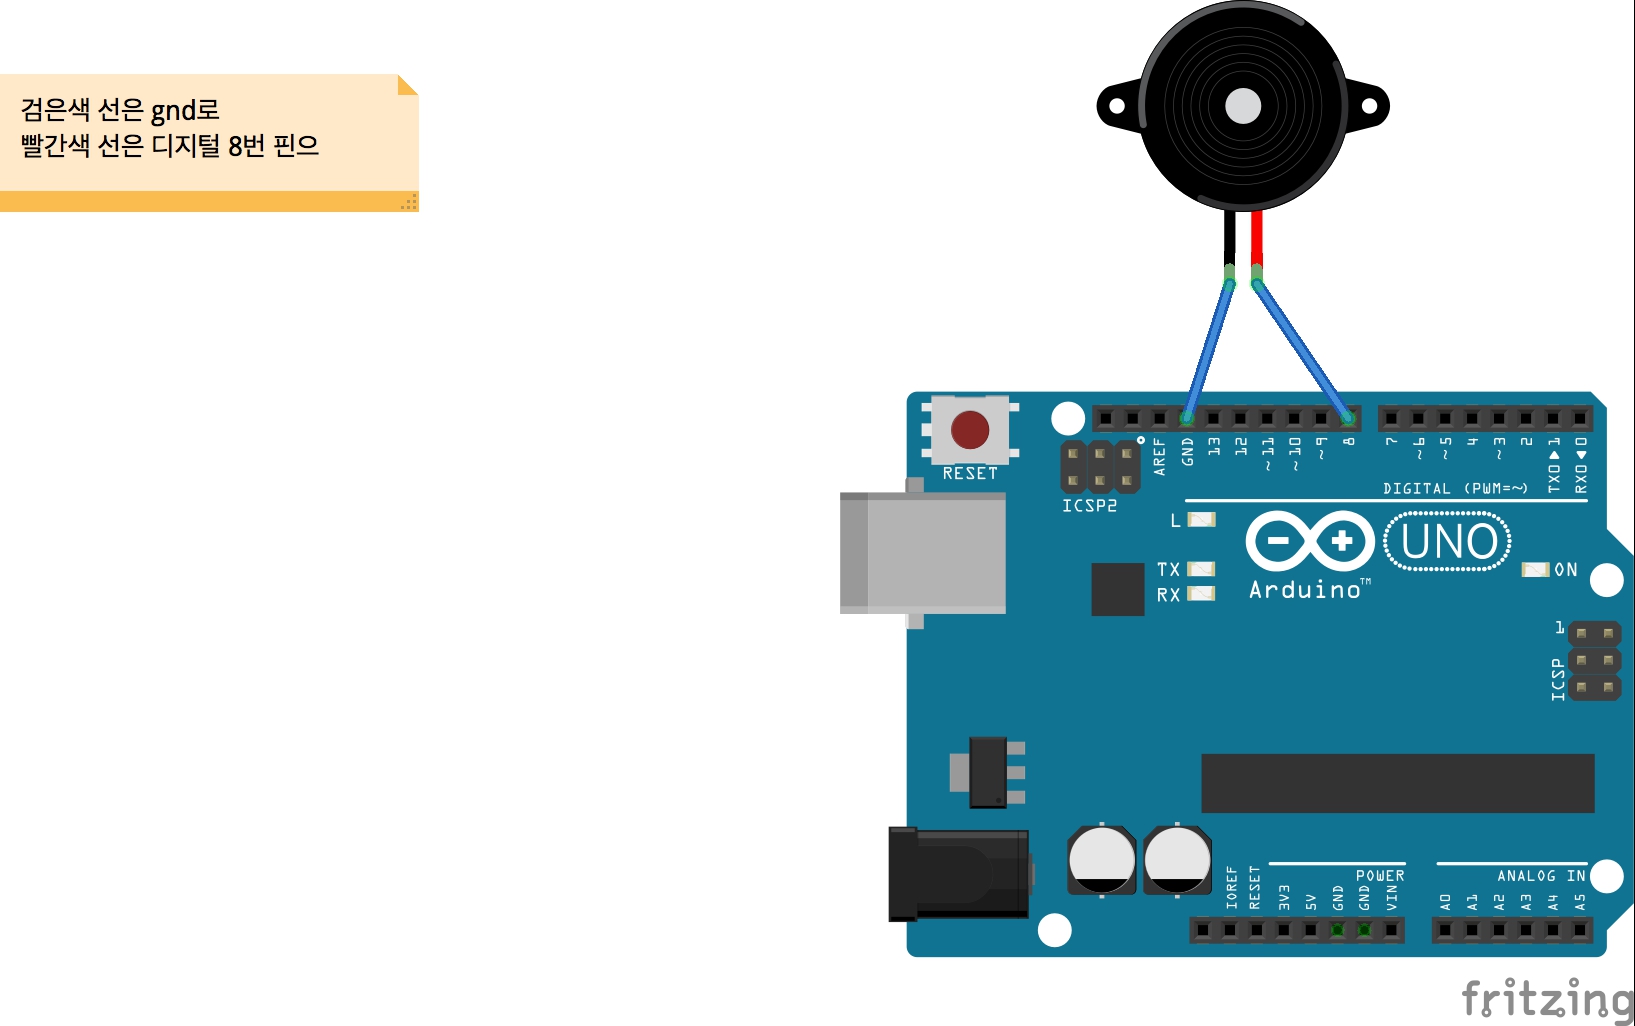 검은색 선은 gnd로
빨간색 선은 디지털 8번 핀으
RESET
ICSP2
AREF
GND
13
12
~11
~10
~9
8
7
~6
~5
4
~3
2
TX0▶1
RX0◀0
DIGITAL (PWM=~)
L
TX
RX
UNO
Arduino™
ON
1
ICSP
IOREF
RESET
3V3
5V
GND
GND
VIN
POWER
ANALOG IN
A0
A1
A2
A3
A4
A5
fritzing